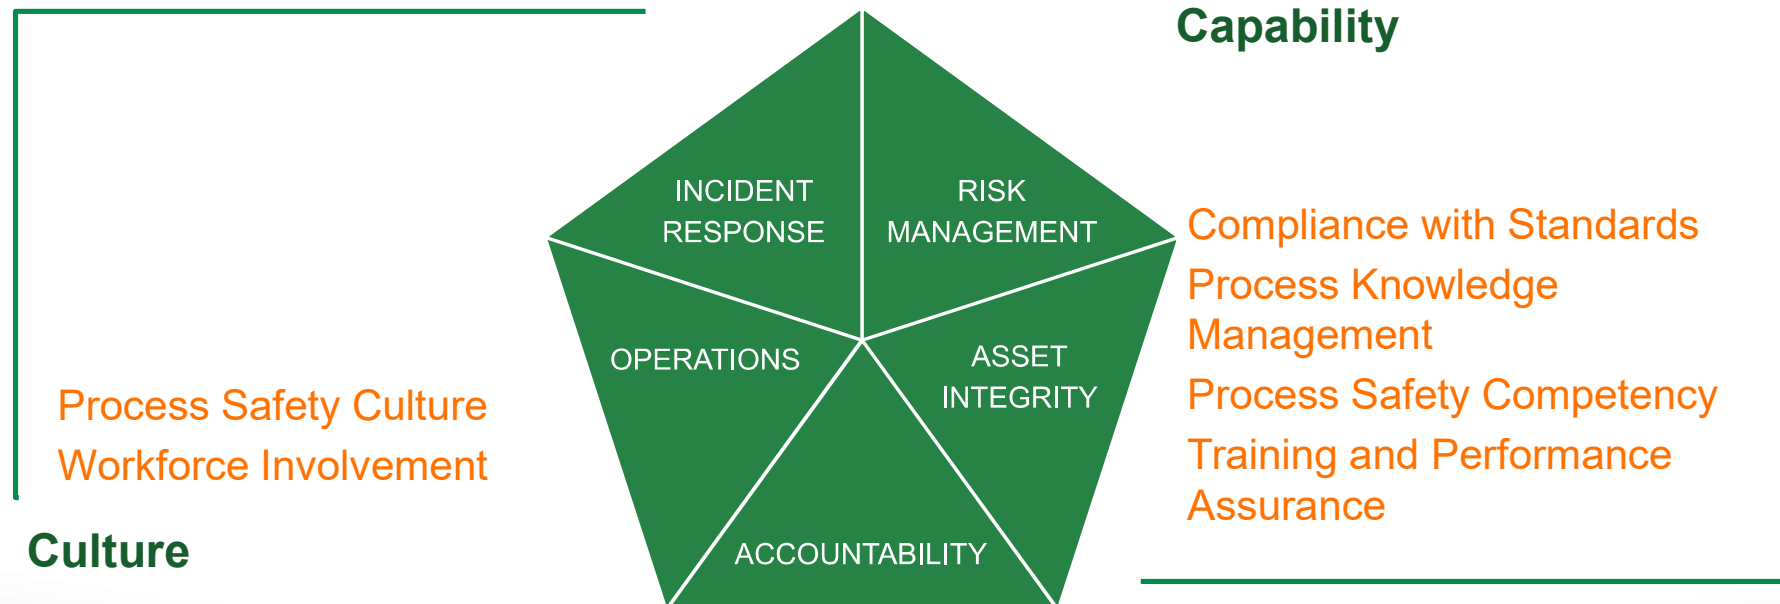 Capability
INCIDENT
RESPONSE
RISK
MANAGEMENT
Compliance with Standards
Process Knowledge
Management
Process Safety Competency
Training and Performance
Assurance
OPERATIONS
ASSET
INTEGRITY
Process Safety Culture
Workforce Involvement
Culture
ACCOUNTABILITY